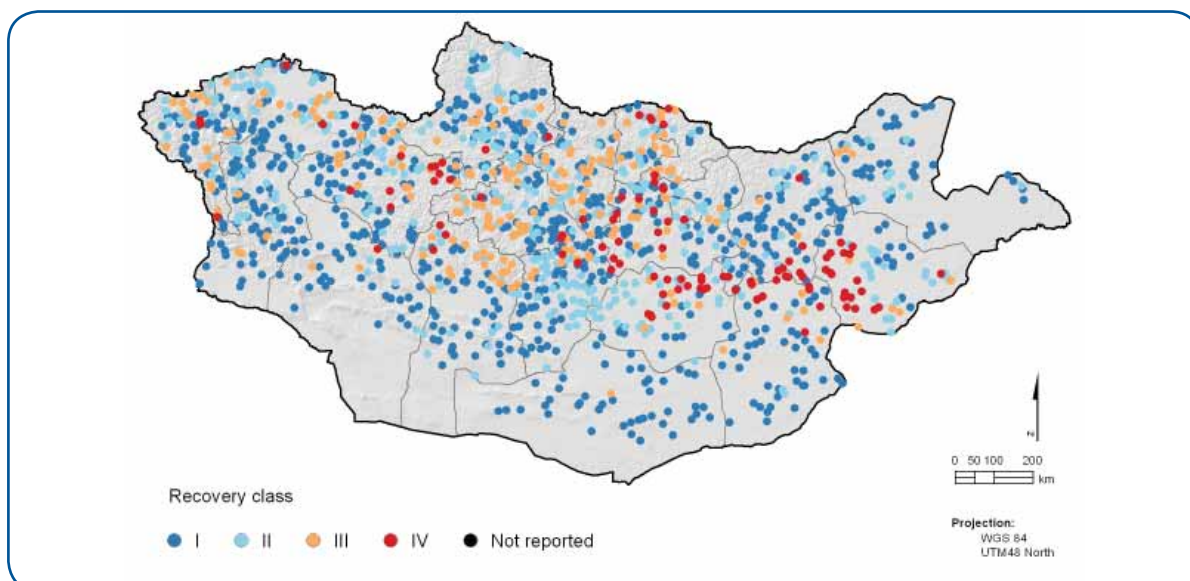 N
0 50 100 200
km
Recovery class
I II III IV Not reported
Projection:
WGS 84
UTM48 North